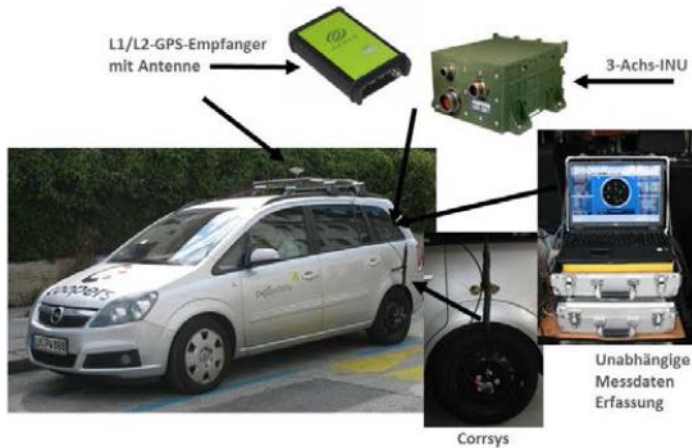 L1/L2-GPS-Empfanger
mit Antenne
3-Achs-INU
Unabhängige
Messdaten
Erfassung
Corrsys